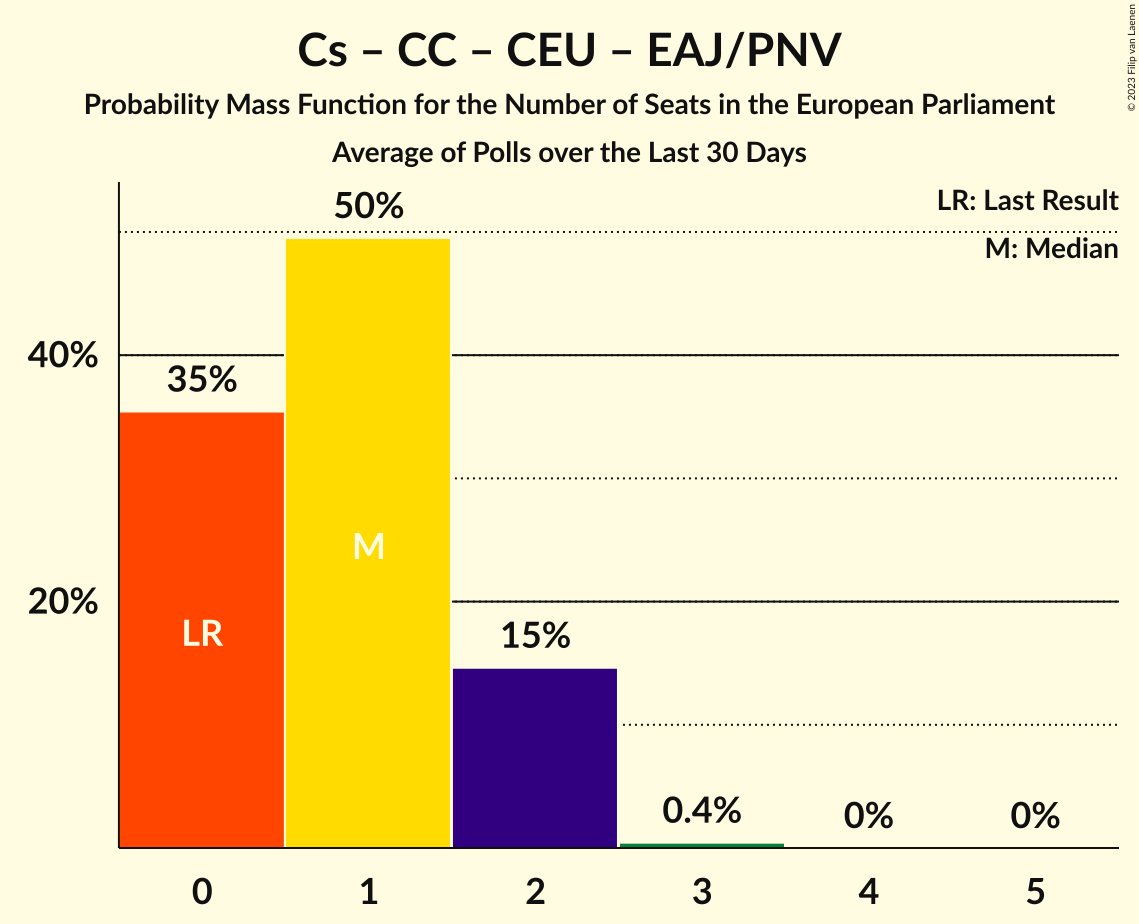 Cs – CC – CEU – EAJ/PNV
Probability Mass Function for the Number of Seats in the European Parliament
Average of Polls over the Last 30 Days
© 2023 Filip van Laenen
LR: Last Result
M: Median
50%
40%
35%
M
20%
LR
15%
0.4%
0%
0%
0 1 2 3 4 5